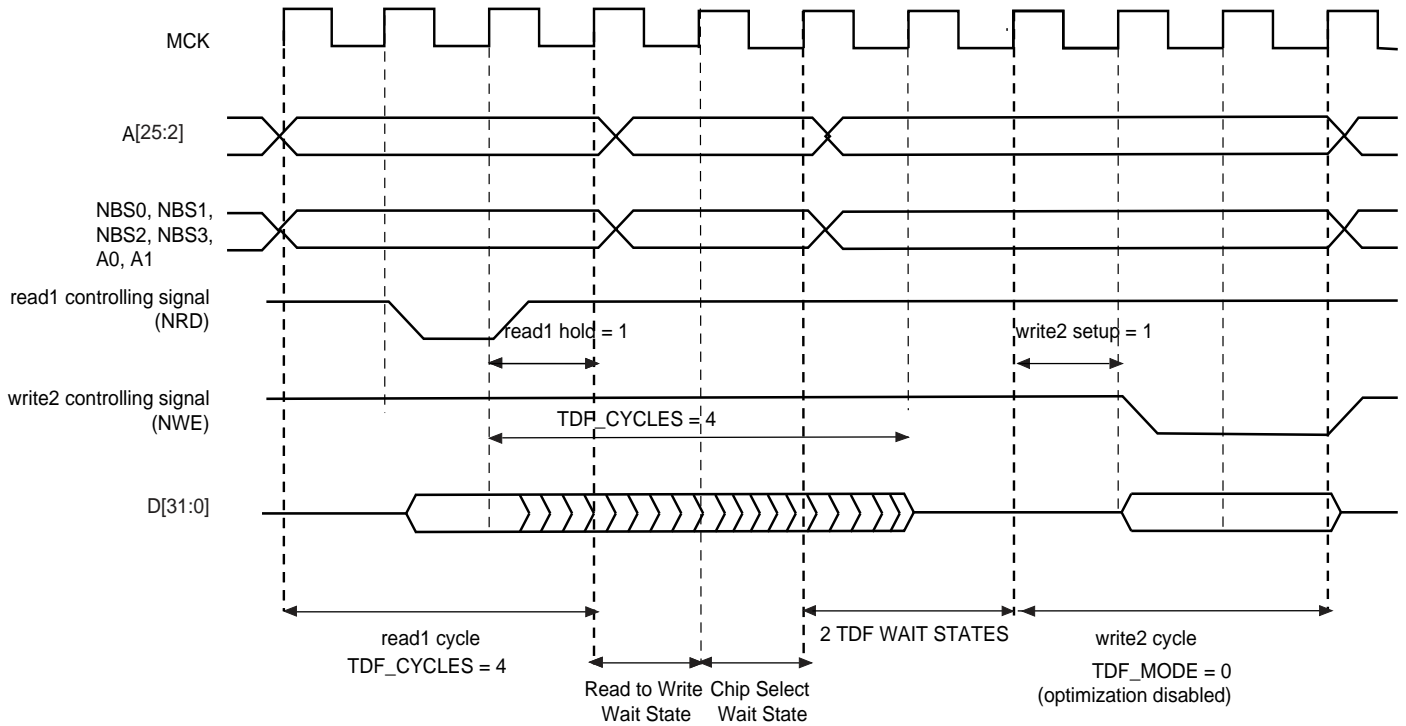 MCK
A[25:2]
NBS0, NBS1,
NBS2, NBS3,
A0, A1
read1 controlling signal
(NRD)
read1 hold = 1
write2 setup = 1
write2 controlling signal
(NWE)
TDF_CYCLES = 4
D[31:0]
read1 cycle
TDF_CYCLES = 4
Read to Write
Wait State
Chip Select
Wait State
2 TDF WAIT STATES
write2 cycle
TDF_MODE = 0
(optimization disabled)